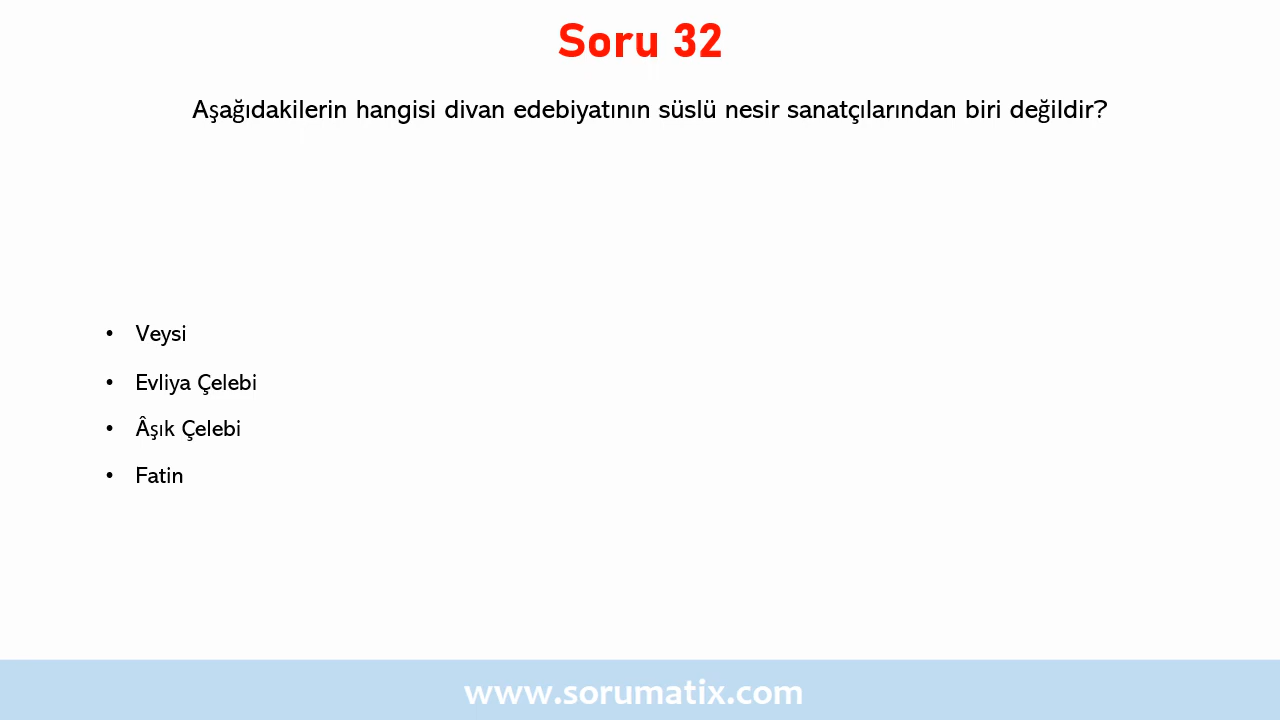 Soru 32
Aşağıdakilerin hangisi divan edebiyatının süslü nesir sanatçılarından biri değildir?
• Veysi
• Evliya Çelebi
• Âşık Çelebi
• Fatin
www.sorumatix.com